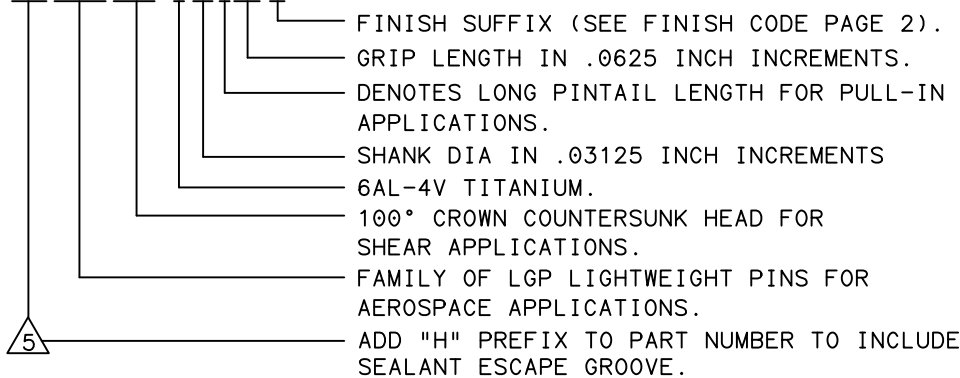 FINISH SUFFIX (SEE FINISH CODE PAGE 2).
GRIP LENGTH IN .0625 INCH INCREMENTS.
DENOTES LONG PINTAIL LENGTH FOR PULL-IN
APPLICATIONS.
SHANK DIA IN .03125 INCH INCREMENTS
6AL-4V TITANIUM.
100° CROWN COUNTERSUNK HEAD FOR
SHEAR APPLICATIONS.
FAMILY OF LGP LIGHTWEIGHT PINS FOR
AEROSPACE APPLICATIONS.
5
ADD "H" PREFIX TO PART NUMBER TO INCLUDE
SEALANT ESCAPE GROOVE.